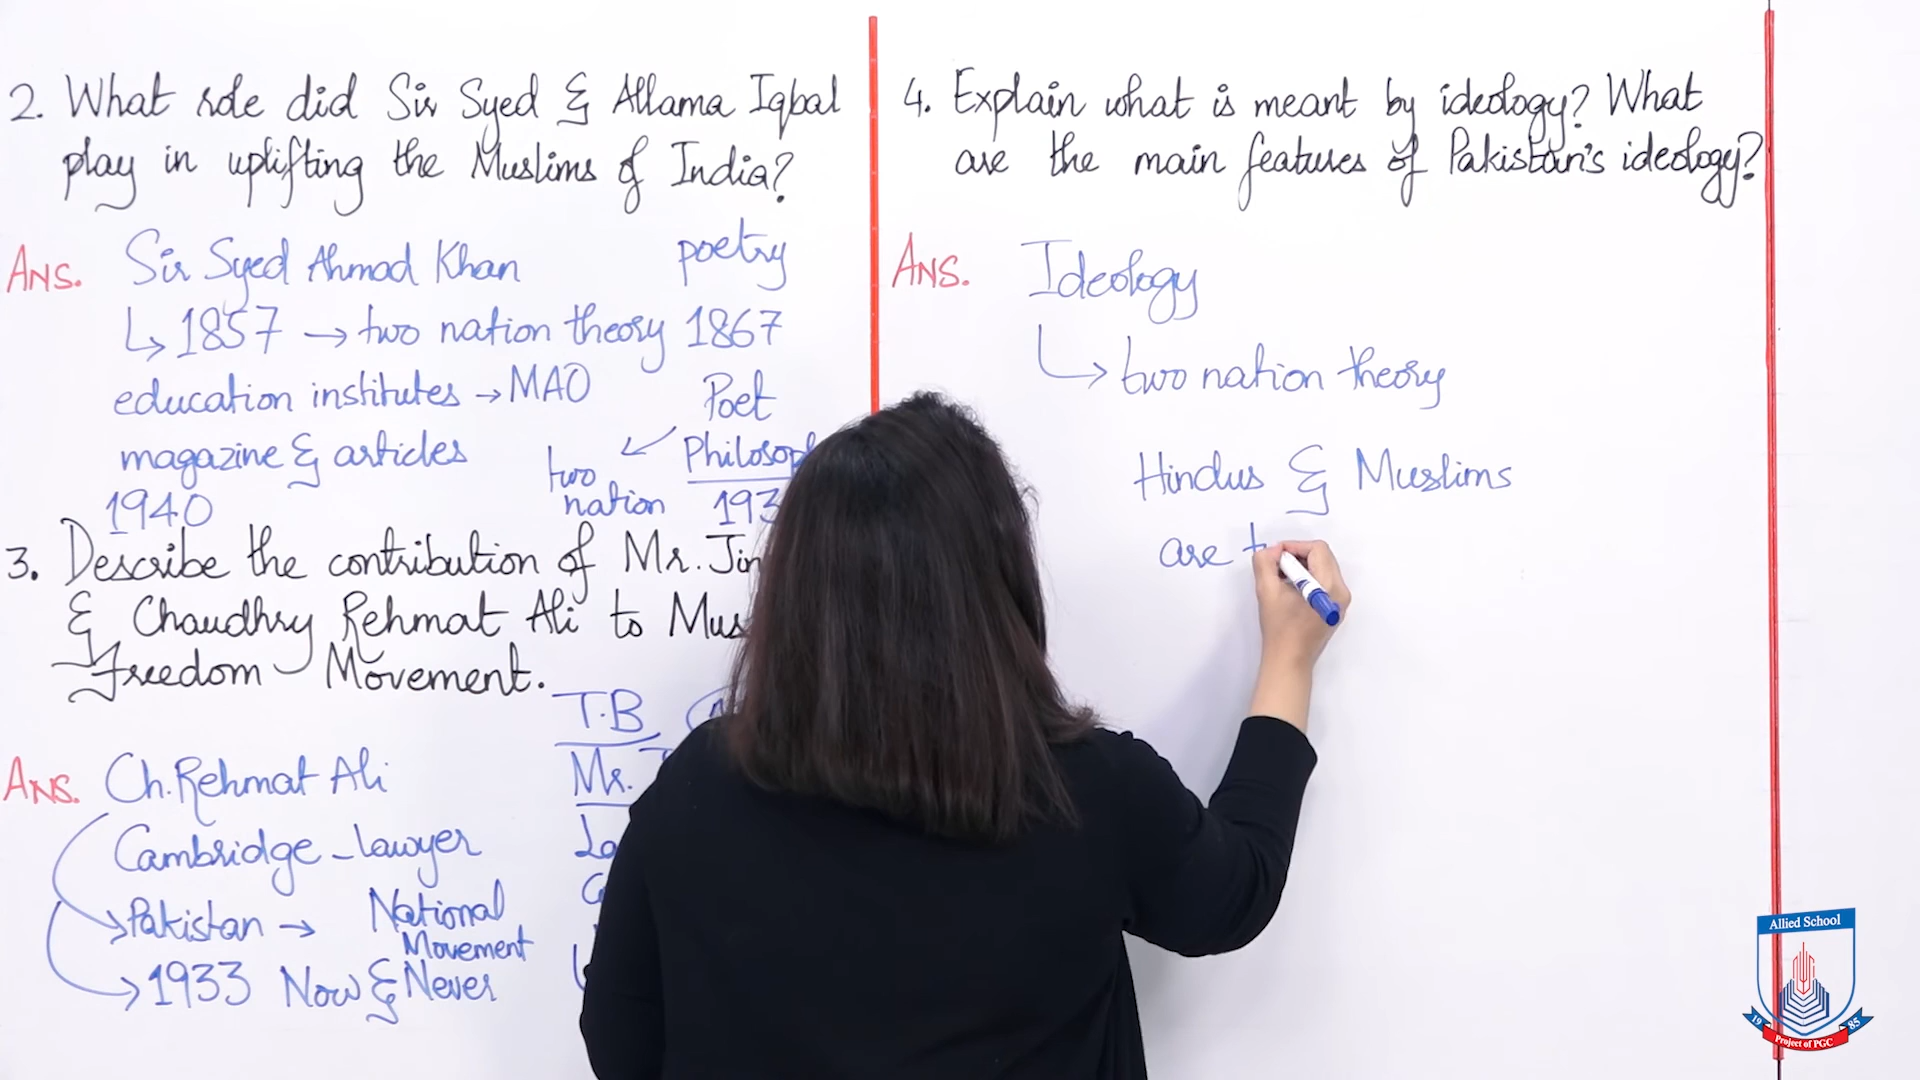 2. What role did Sir Syed & Allama Iqbal
play in uplifting the Muslims of India?
Ans. Sir Syed Ahmad Khan
↳ 1857 → two nation theory
education institutes → MAO
magazine & articles
1940
poetry
1867
Poet
two
nation
3. Describe the contribution of Mr.
& Chaudhry Rehmat Ali to
Freedom Movement.
Ans. Ch. Rehmat Ali
Cambridge - lawyer
Pakistan → National
Movement
1933 Now & Never
T.B
Mr.
4. Explain what is meant by ideology? What
are the main features of Pakistan's ideology?
Ans. Ideology
↳ two nation theory
Hindus & Muslims
are
Allied School
1985
Project of PGC